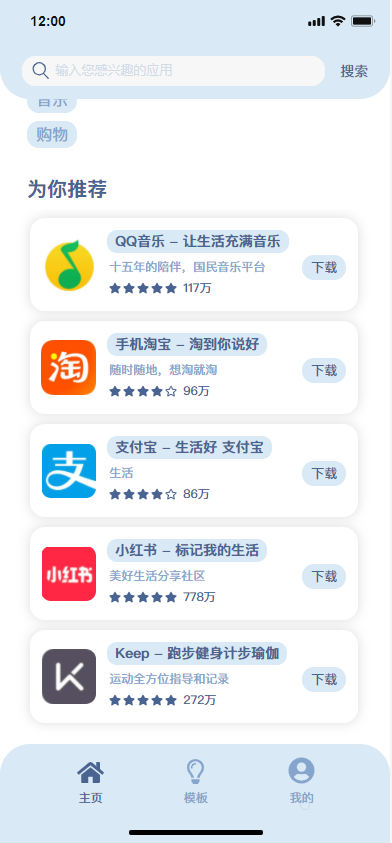 12:00
输入您感兴趣的应用
搜索
音乐
购物
为你推荐
QQ音乐 – 让生活充满音乐
十五年的陪伴，国民音乐平台
117万
下载
淘
手机淘宝 – 淘到你说好
随时随地，想淘就淘
96万
下载
支
支付宝 – 生活好 支付宝
生活
86万
下载
小红书
小红书 – 标记我的生活
美好生活分享社区
778万
下载
Keep – 跑步健身计步瑜伽
运动全方位指导和记录
272万
下载
主页
模板
我的